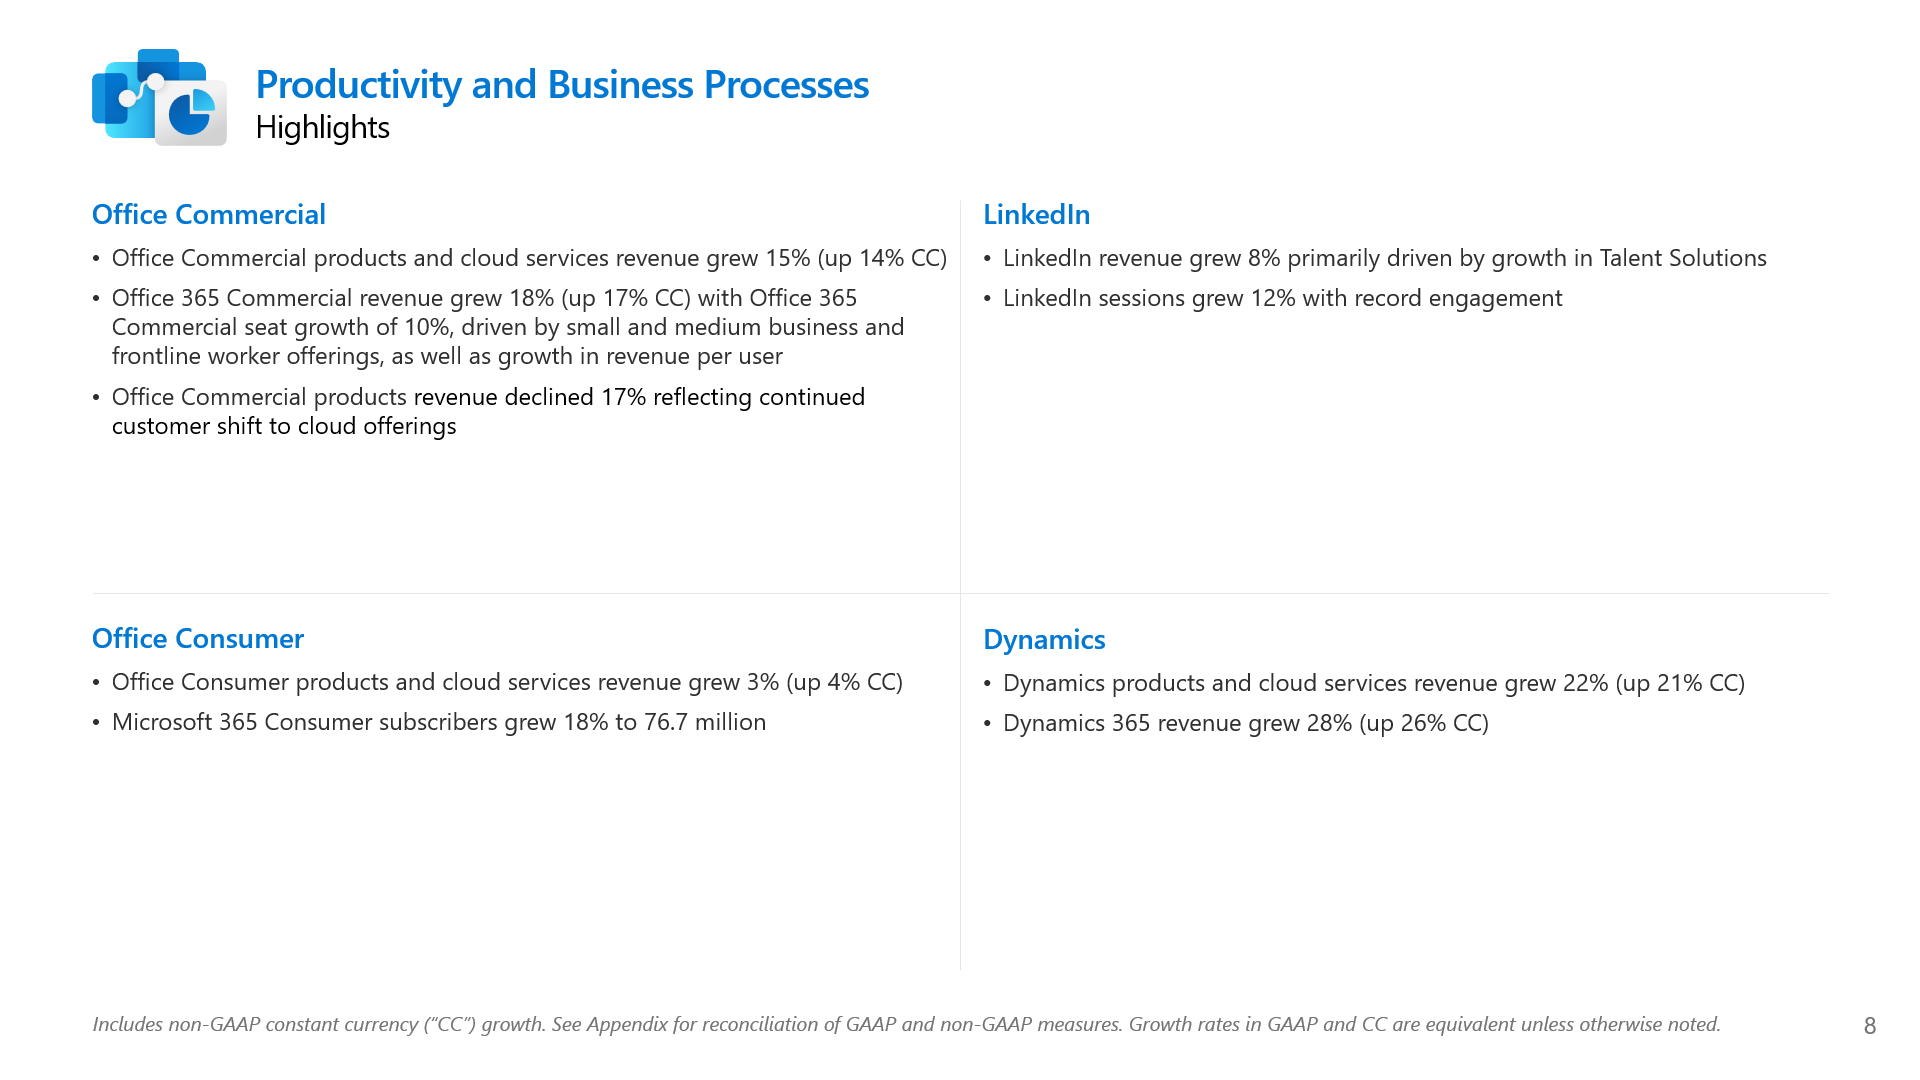 Productivity and Business Processes
Highlights
Office Commercial
• Office Commercial products and cloud services revenue grew 15% (up 14% CC)
• Office 365 Commercial revenue grew 18% (up 17% CC) with Office 365
Commercial seat growth of 10%, driven by small and medium business and
frontline worker offerings, as well as growth in revenue per user
• Office Commercial products revenue declined 17% reflecting continued
customer shift to cloud offerings
LinkedIn
• LinkedIn revenue grew 8% primarily driven by growth in Talent Solutions
• LinkedIn sessions grew 12% with record engagement
Office Consumer
• Office Consumer products and cloud services revenue grew 3% (up 4% CC)
• Microsoft 365 Consumer subscribers grew 18% to 76.7 million
Dynamics
• Dynamics products and cloud services revenue grew 22% (up 21% CC)
• Dynamics 365 revenue grew 28% (up 26% CC)
Includes non-GAAP constant currency (“CC”) growth. See Appendix for reconciliation of GAAP and non-GAAP measures. Growth rates in GAAP and CC are equivalent unless otherwise noted.
8